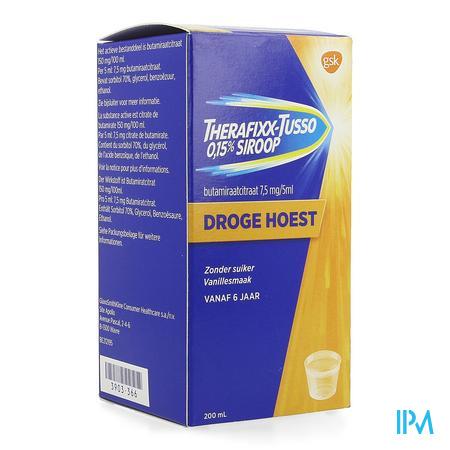 Het actieve bestanddeel is butamiraatcitraat
150 mg/100 ml.
Per 5 ml: 7,5 mg butamiraatcitraat.
Bevat sorbitol 70%, glycerol, benzoëzuur,
ethanol.
Zie bijsluiter voor meer informatie.
La substance active est citrate de
butamirate 150 mg/100 ml.
Par 5 ml: 7,5 mg citrate de butamirate.
Contient du sorbitol 70%, du glycérol,
de l'acide benzoïque, de l'éthanol.
Voir la notice pour plus d'informations.
Der Wirkstoff ist Butamiratcitrat
150 mg/100ml.
Pro 5 ml: 7,5 mg Butamiratcitrat.
Enthält Sorbitol 70%, Glycerol, Benzoësaure,
Ethanol.
Siehe Packungsbeilage für weitere
Informationen.
GlaxoSmithKline Consumer Healthcare s.a./n.v.
Site Apollo
Avenue Pascal, 2-4-6
B-1300 Wavre
BE212195
3903-366
gsk
THERAFIXX-TUSSO
0,15% SIROOP
butamiraatcitraat 7,5 mg/5ml
DROGE HOEST
Zonder suiker
Vanillesmaak
VANAF 6 JAAR
200 mL
IPM